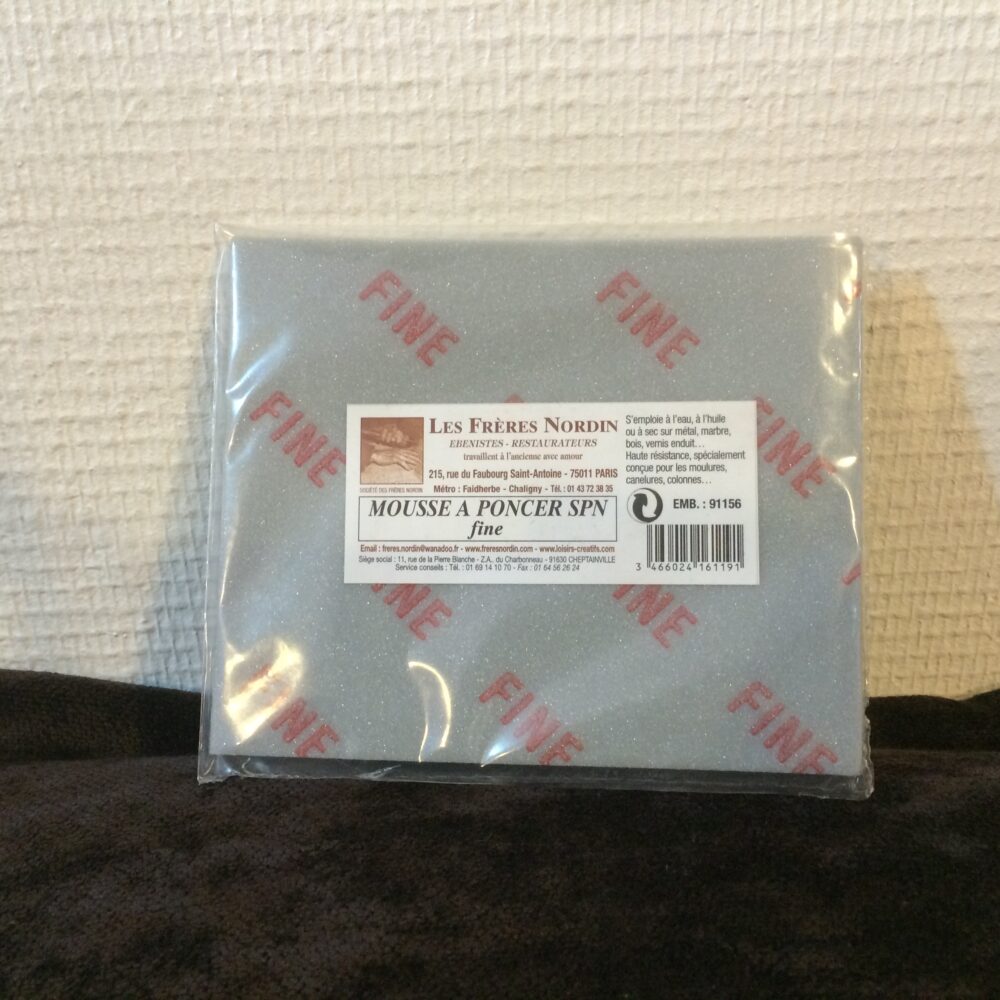 FINE
FINE
FINE
FINE
LES FRÈRES NORDIN
EBENISTES - RESTAURATEURS
travaillent à l'ancienne avec amour
215, rue du Faubourg Saint-Antoine - 75011 PARIS
SOCIÉTÉ DES FRÈRES NORDIN
Métro : Faidherbe - Chaligny - Tél. : 01 43 72 38 35
MOUSSE A PONCER SPN
fine
Email : freres.nordin@wanadoo.fr - www.freresnordin.com - www.loisirs-creatifs.com
Siège social : 11, rue de la Pierre Blanche - Z.A. du Charbonneau - 91630 CHEPTAINVILLE
Service conseils : Tél. : 01 69 14 10 70 - Fax : 01 64 56 26 24
S'emploie à l'eau, à l'huile
ou à sec sur métal, marbre,
bois, vernis enduit...
Haute résistance, spécialement
conçue pour les moulures,
canelures, colonnes...
EMB. : 91156
3 466024 161191
FINE
FINE
FINE
FINE
FINE